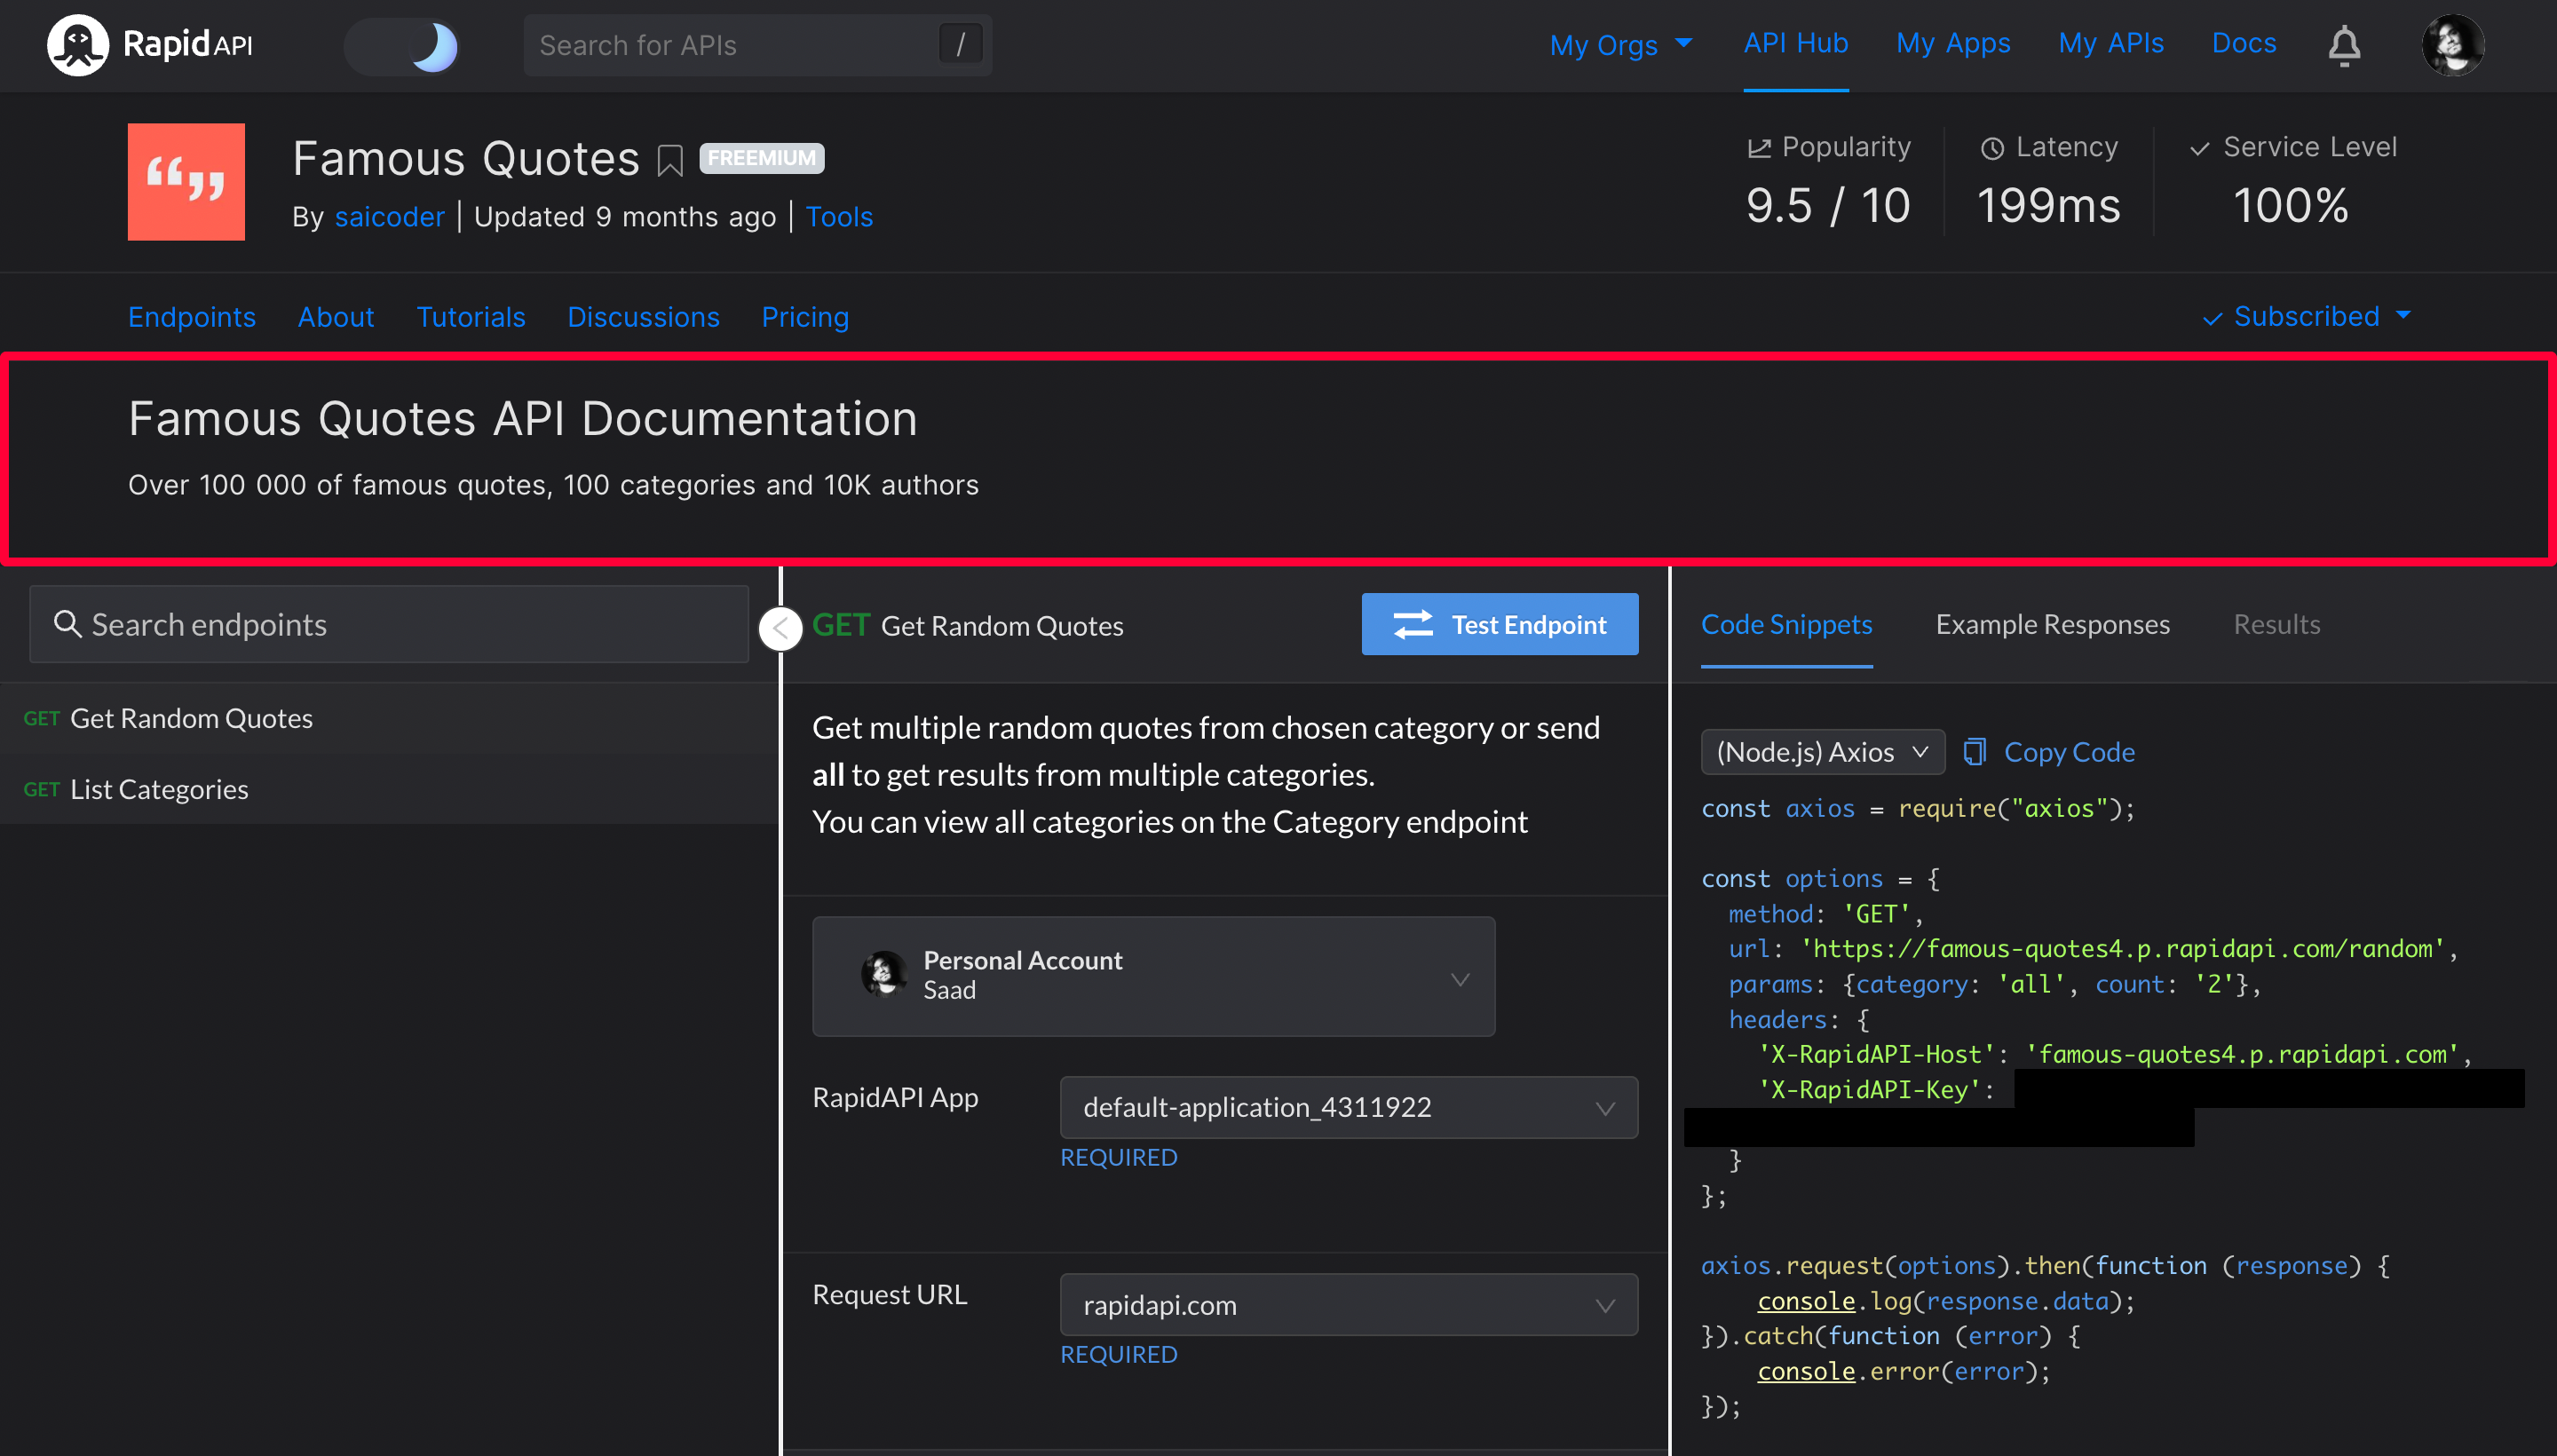 RapidAPI
Search for APIs
/
My Orgs
API Hub
My Apps
My APIs
Docs
“„
Famous Quotes
FREEMIUM
By saicoder | Updated 9 months ago | Tools
Popularity
9.5 / 10
Latency
199ms
Service Level
100%
Endpoints
About
Tutorials
Discussions
Pricing
Subscribed
Famous Quotes API Documentation
Over 100 000 of famous quotes, 100 categories and 10K authors
Search endpoints
GET Get Random Quotes
GET List Categories
GET Get Random Quotes
Test Endpoint
Get multiple random quotes from chosen category or send
all to get results from multiple categories.
You can view all categories on the Category endpoint
Personal Account
Saad
RapidAPI App
default-application_4311922
REQUIRED
Request URL
rapidapi.com
REQUIRED
Code Snippets
Example Responses
Results
(Node.js) Axios
Copy Code
const axios = require("axios");
const options = {
method: 'GET',
url: 'https://famous-quotes4.p.rapidapi.com/random',
params: {category: 'all', count: '2'},
headers: {
'X-RapidAPI-Host': 'famous-quotes4.p.rapidapi.com',
'X-RapidAPI-Key':
}
};
axios.request(options).then(function (response) {
console.log(response.data);
}).catch(function (error) {
console.error(error);
});